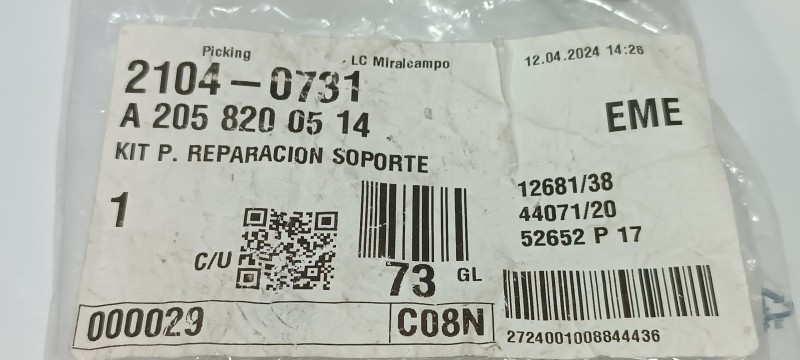 Picking
LC Miralcampo
12.04.2024 14:26
2104-0731
A 205 820 05 14
EME
KIT P. REPARACION SOPORTE
1
12681/38
44071/20
52652 P 17
C/U
73 GL
000029
C08N
2724001008844436